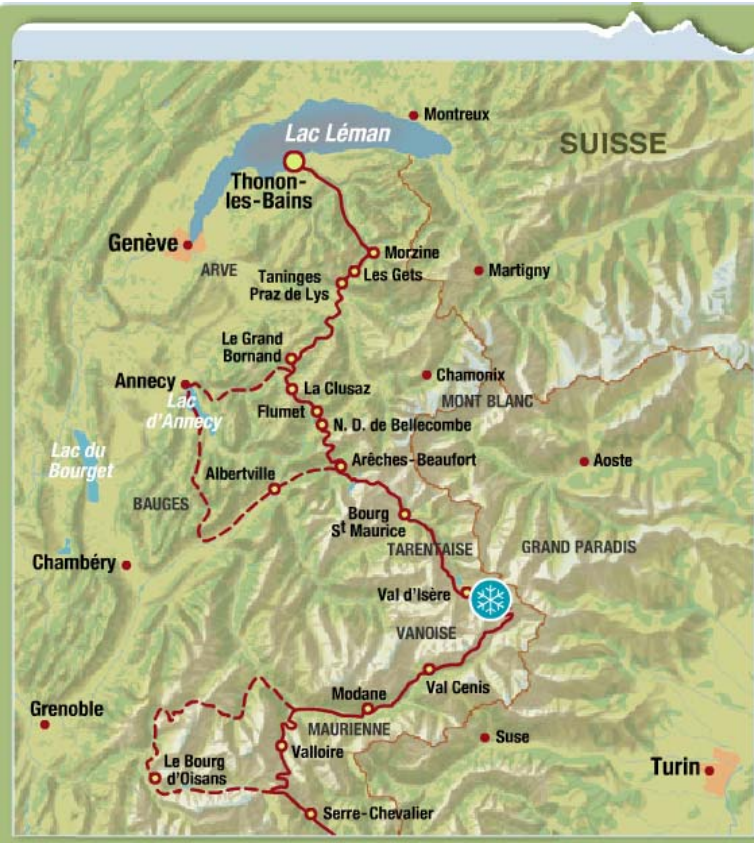 Montreux
Lac Léman
SUISSE
Thonon-
les-Bains
Genève
Morzine
ARVE
Les Gets
Martigny
Taninges
Praz de Lys
Le Grand
Bornand
Annecy
La Clusaz
Chamonix
MONT BLANC
Lac
d'Annecy
Flumet
N. D. de Bellecombe
Lac du
Bourget
Arêches-Beaufort
Aoste
Albertville
BAUGES
Bourg
St Maurice
TARENTAISE
GRAND PARADIS
Chambéry
Val d'Isère
VANOISE
Val Cenis
Modane
Grenoble
MAURIENNE
Suse
Valloire
Le Bourg
d'Oisans
Turin
Serre-Chevalier